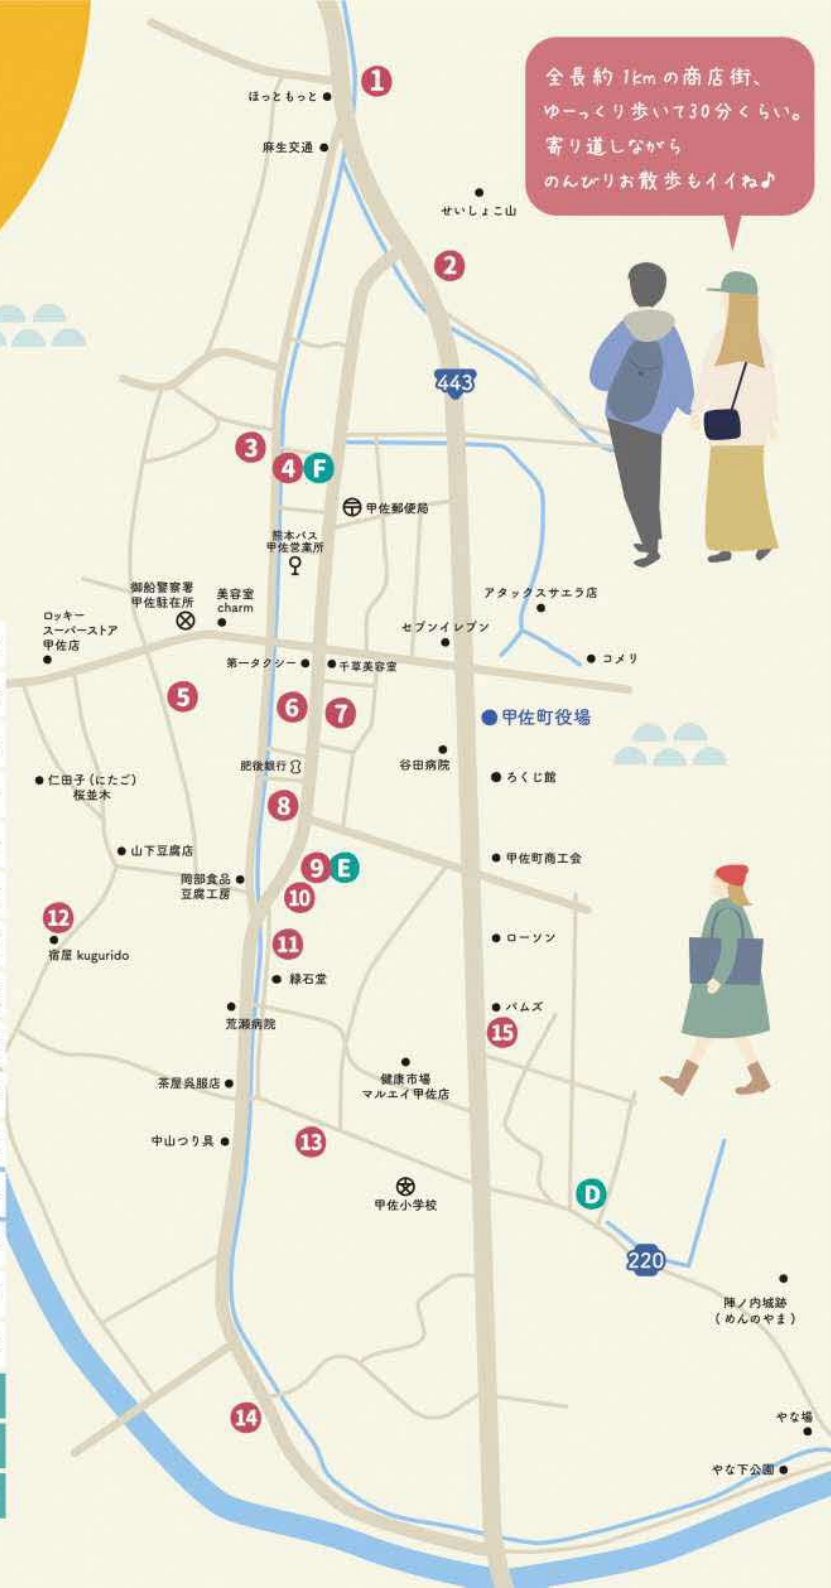 全長約1kmの商店街、
ゆーっくり歩いて30分くらい。
寄り道しながら
のんびりお散歩もイイね♪
1
ほっともっと
麻生交通
せいしょこ山
2
443
3
4
F
甲佐郵便局
熊本バス
甲佐営業所
御船警察署
甲佐駐在所
美容室
charm
アタックスサエラ店
ロッキー
スーパーストア
甲佐店
セブンイレブン
コメリ
第一タクシー
千草美容室
5
6
7
甲佐町役場
肥後銀行
谷田病院
ろくじ館
仁田子(にたご)
桜並木
8
山下豆腐店
甲佐町商工会
岡部食品
豆腐工房
9
E
10
12
宿屋 kugurido
11
ローソン
緑石堂
荒瀬病院
パムズ
15
茶屋呉服店
健康市場
マルエイ甲佐店
中山つり具
13
甲佐小学校
D
220
陣ノ内城跡
(めんのやま)
14
やな場
やな下公園